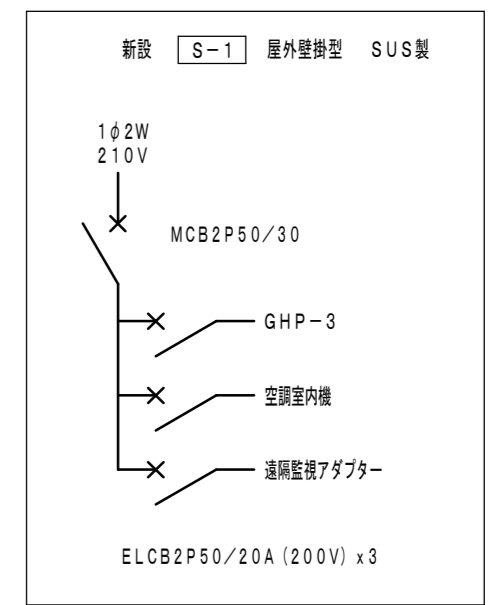 新設 S－1 屋外壁掛型 SUS製
1φ2W
210V
MCB2P50/30
GHP－3
空調室内機
遠隔監視アダプター
ELCB2P50/20A(200V)x3